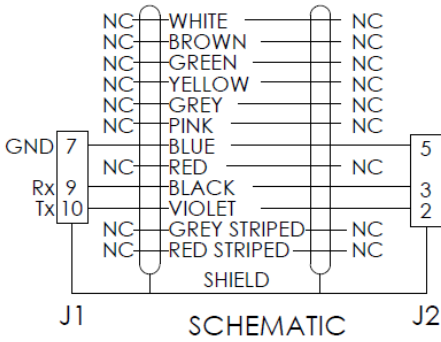 NC WHITE NC
NC BROWN NC
NC GREEN NC
NC YELLOW NC
NC GREY NC
NC PINK NC
GND 7 BLUE 5
NC RED NC
Rx 9 BLACK 3
Tx 10 VIOLET 2
NC GREY STRIPED NC
NC RED STRIPED NC
SHIELD
J1 SCHEMATIC J2